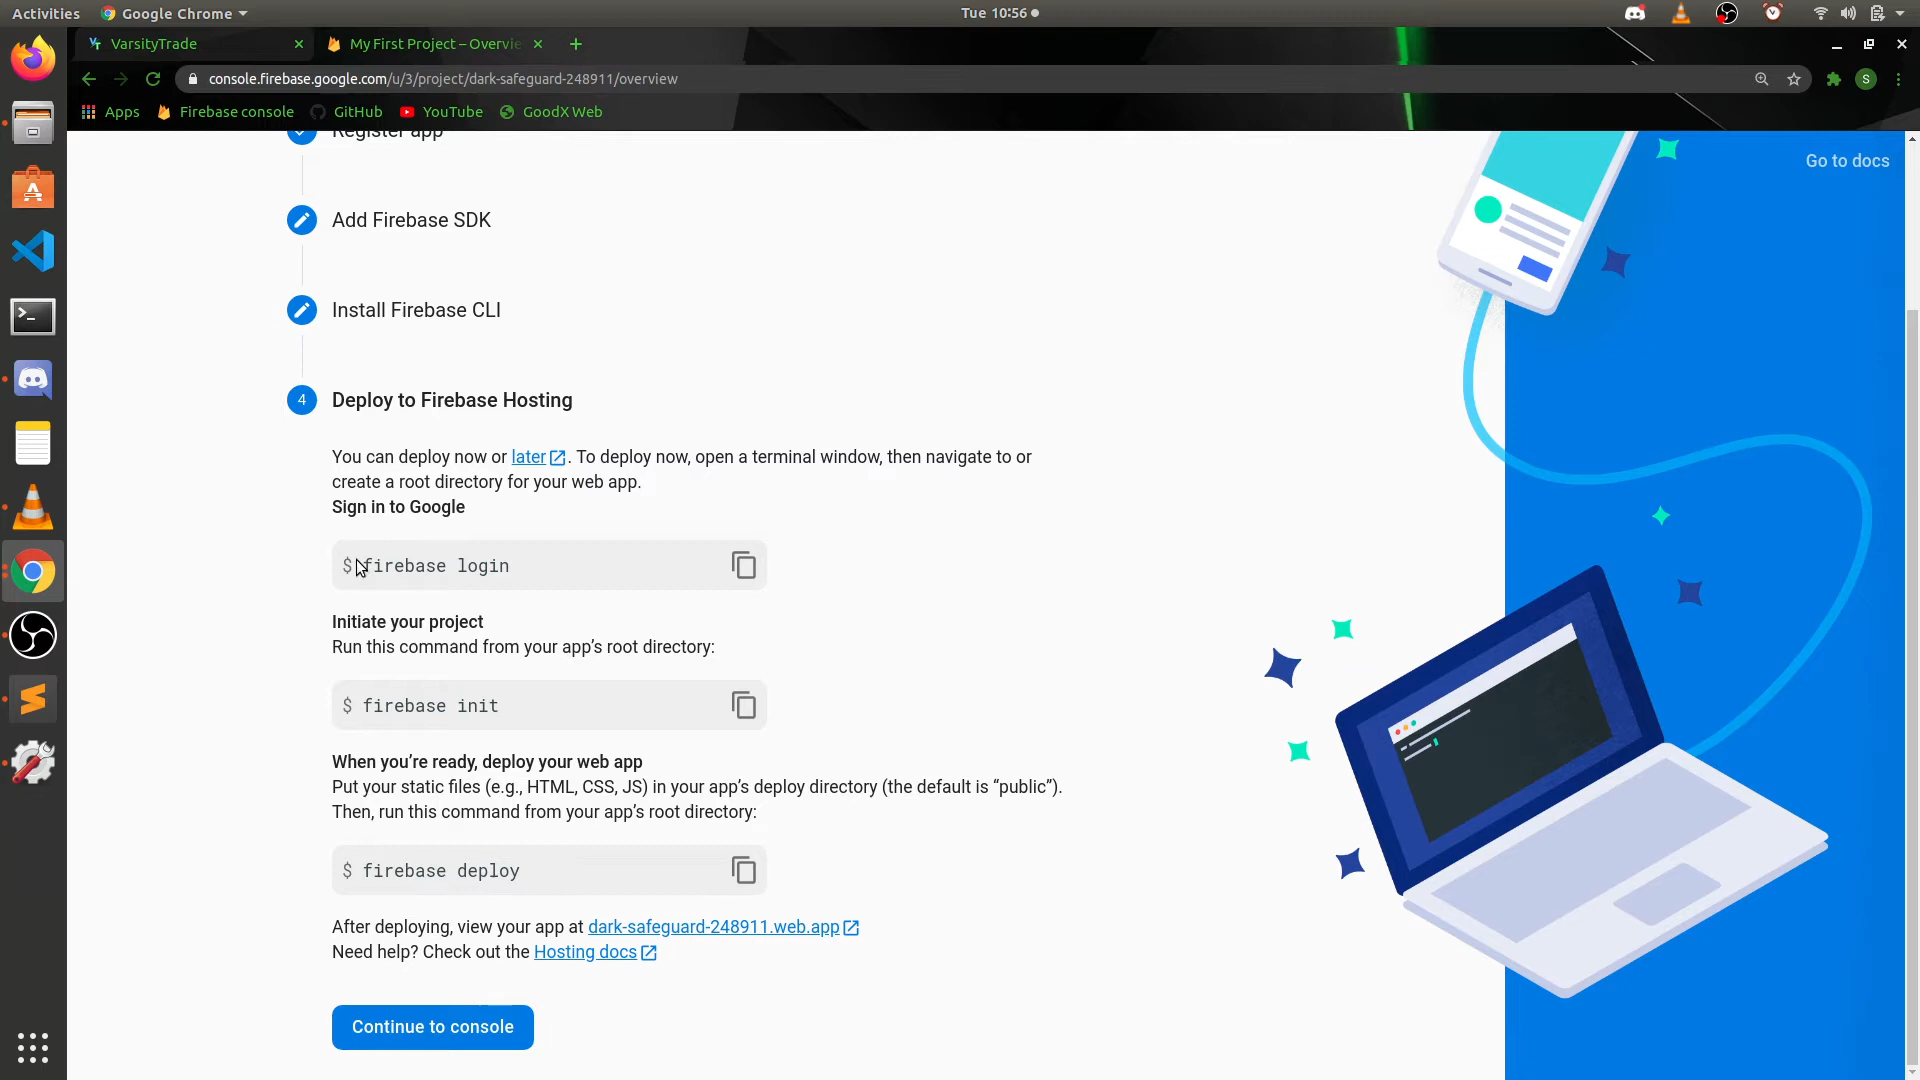 Activities
Google Chrome
Tue 10:56
VarsityTrade
My First Project – Overvie
console.firebase.google.com/u/3/project/dark-safeguard-248911/overview
S
Apps
Firebase console
GitHub
YouTube
GoodX Web
Go to docs
Register app
Add Firebase SDK
Install Firebase CLI
4
Deploy to Firebase Hosting
You can deploy now or later. To deploy now, open a terminal window, then navigate to or
create a root directory for your web app.
Sign in to Google
$ firebase login
Initiate your project
Run this command from your app’s root directory:
$ firebase init
When you’re ready, deploy your web app
Put your static files (e.g., HTML, CSS, JS) in your app’s deploy directory (the default is “public”).
Then, run this command from your app’s root directory:
$ firebase deploy
After deploying, view your app at dark-safeguard-248911.web.app
Need help? Check out the Hosting docs
Continue to console